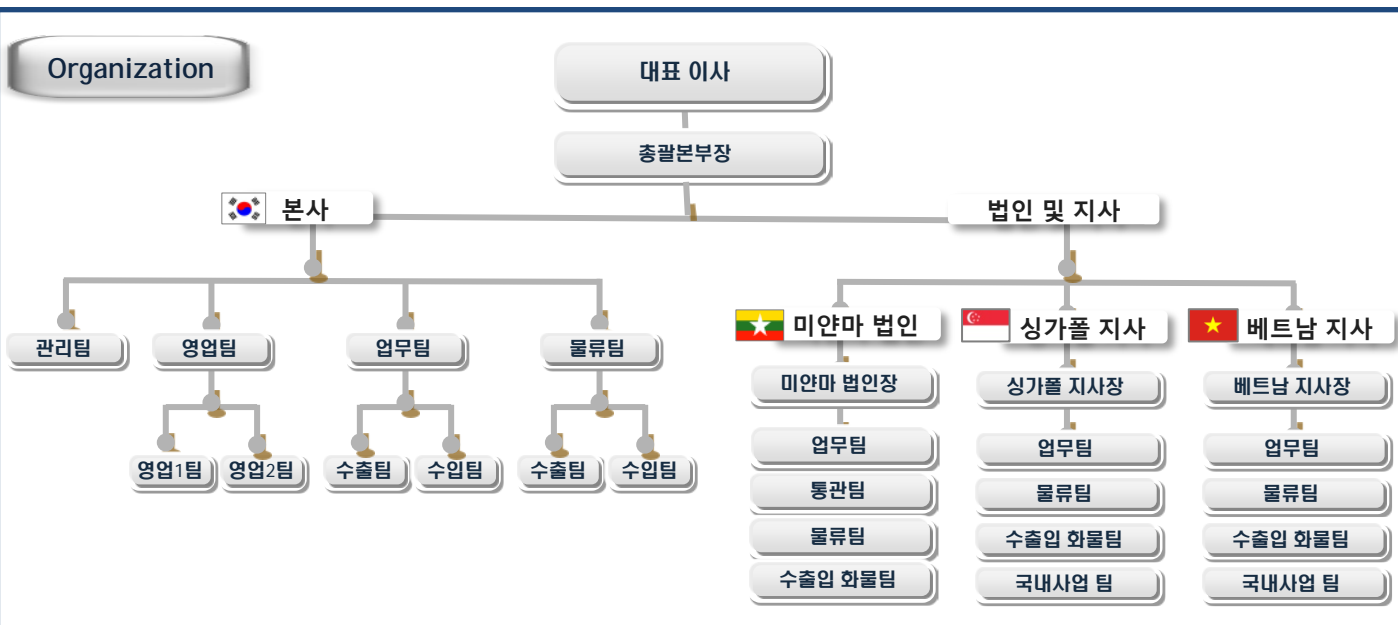 Organization
대표 이사
총괄본부장
본사
법인 및 지사
관리팀
영업팀
업무팀
물류팀
영업1팀
영업2팀
수출팀
수입팀
수출팀
수입팀
미얀마 법인
미얀마 법인장
업무팀
통관팀
물류팀
수출입 화물팀
싱가폴 지사
싱가폴 지사장
업무팀
물류팀
수출입 화물팀
국내사업 팀
베트남 지사
베트남 지사장
업무팀
물류팀
수출입 화물팀
국내사업 팀